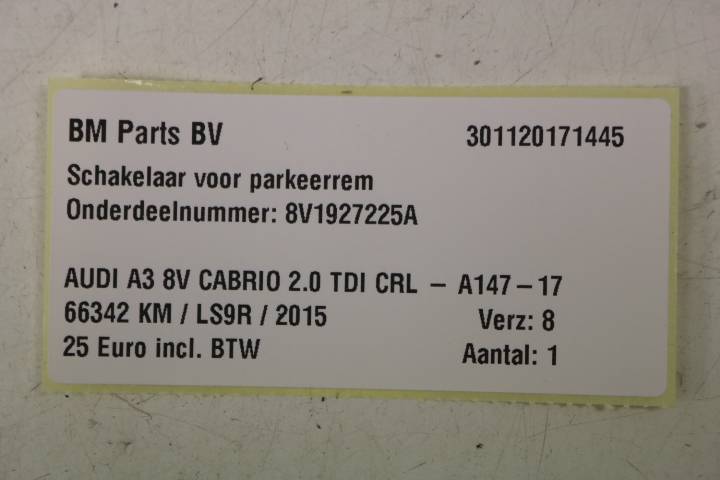 BM Parts BV 301120171445
Schakelaar voor parkeerrem
Onderdeelnummer: 8V1927225A
AUDI A3 8V CABRIO 2.0 TDI CRL – A147–17
66342 KM / LS9R / 2015 Verz: 8
25 Euro incl. BTW Aantal: 1